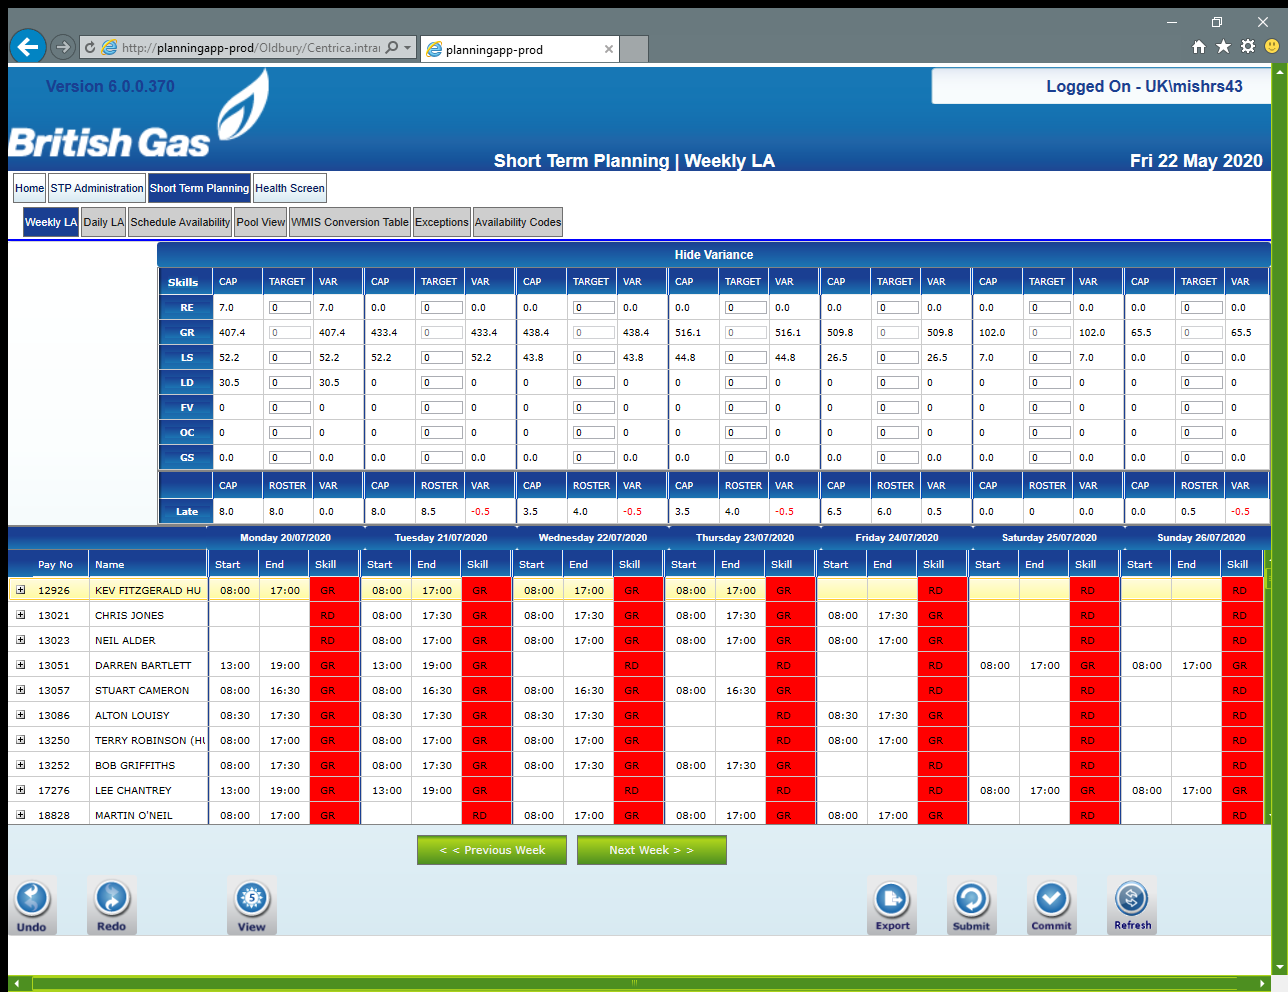 http://planningapp-prod/Oldbury/Centrica.intrar
planningapp-prod
Version 6.0.0.370
Logged On - UK\mishrs43
British Gas
Short Term Planning | Weekly LA
Fri 22 May 2020
Home STP Administration Short Term Planning Health Screen
Weekly LA Daily LA Schedule Availability Pool View WMIS Conversion Table Exceptions Availability Codes
Hide Variance
Skills CAP TARGET VAR CAP TARGET VAR CAP TARGET VAR CAP TARGET VAR CAP TARGET VAR CAP TARGET VAR CAP TARGET VAR
RE 7.0 0 7.0 0.0 0 0.0 0.0 0 0.0 0.0 0 0.0 0.0 0 0.0 0.0 0 0.0 0.0 0 0.0
GR 407.4 0 407.4 433.4 0 433.4 438.4 0 438.4 516.1 0 516.1 509.8 0 509.8 102.0 0 102.0 65.5 0 65.5
LS 52.2 0 52.2 52.2 0 52.2 43.8 0 43.8 44.8 0 44.8 26.5 0 26.5 7.0 0 7.0 0.0 0 0.0
LD 30.5 0 30.5 0 0 0 0 0 0 0 0 0 0 0 0 0 0 0 0 0 0
FV 0 0 0 0 0 0 0 0 0 0 0 0 0 0 0 0 0 0 0 0 0
OC 0 0 0 0 0 0 0 0 0 0 0 0 0 0 0 0 0 0 0 0 0
GS 0.0 0 0.0 0.0 0 0.0 0.0 0 0.0 0.0 0 0.0 0.0 0 0.0 0.0 0 0.0 0.0 0 0.0
CAP ROSTER VAR CAP ROSTER VAR CAP ROSTER VAR CAP ROSTER VAR CAP ROSTER VAR CAP ROSTER VAR CAP ROSTER VAR
Late 8.0 8.0 0.0 8.0 8.5 -0.5 3.5 4.0 -0.5 3.5 4.0 -0.5 6.5 6.0 0.5 0.0 0 0.0 0.0 0.5 -0.5
Monday 20/07/2020 Tuesday 21/07/2020 Wednesday 22/07/2020 Thursday 23/07/2020 Friday 24/07/2020 Saturday 25/07/2020 Sunday 26/07/2020
Pay No Name Start End Skill Start End Skill Start End Skill Start End Skill Start End Skill Start End Skill Start End Skill
12926 KEV FITZGERALD HU 08:00 17:00 GR 08:00 17:00 GR 08:00 17:00 GR 08:00 17:00 GR RD RD RD
13021 CHRIS JONES RD 08:00 17:30 GR 08:00 17:30 GR 08:00 17:30 GR 08:00 17:30 GR RD RD
13023 NEIL ALDER RD 08:00 17:00 GR 08:00 17:00 GR 08:00 17:00 GR 08:00 17:00 GR RD RD
13051 DARREN BARTLETT 13:00 19:00 GR 13:00 19:00 GR RD RD RD 08:00 17:00 GR 08:00 17:00 GR
13057 STUART CAMERON 08:00 16:30 GR 08:00 16:30 GR 08:00 16:30 GR 08:00 16:30 GR RD RD RD
13086 ALTON LOUISY 08:30 17:30 GR 08:30 17:30 GR 08:30 17:30 GR RD 08:30 17:30 GR RD RD
13250 TERRY ROBINSON (HU 08:00 17:00 GR 08:00 17:00 GR 08:00 17:00 GR RD 08:00 17:00 GR RD RD
13252 BOB GRIFFITHS 08:00 17:30 GR 08:00 17:30 GR 08:00 17:30 GR 08:00 17:30 GR RD RD RD
17276 LEE CHANTREY 13:00 19:00 GR 13:00 19:00 GR RD RD RD 08:00 17:00 GR 08:00 17:00 GR
18828 MARTIN O'NEIL 08:00 17:00 GR RD 08:00 17:00 GR 08:00 17:00 GR 08:00 17:00 GR RD RD
< < Previous Week Next Week > >
5
Undo Redo View Export Submit Commit Refresh